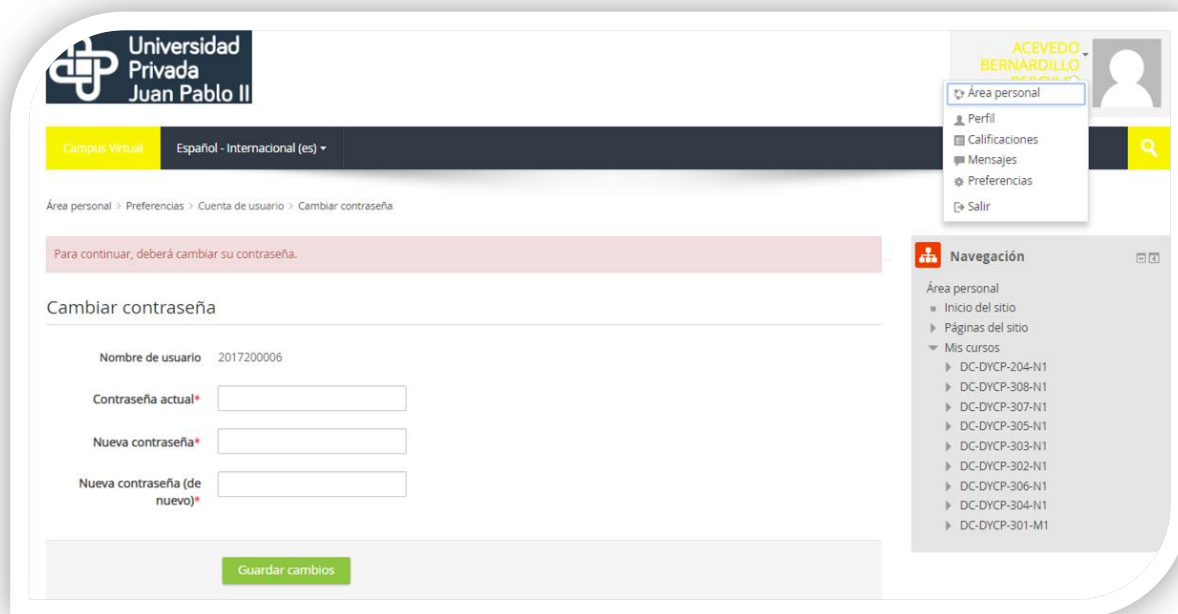 Universidad
Privada
Juan Pablo II
ACEVEDO
BERNARDILLO
Área personal
Perfil
Calificaciones
Mensajes
Preferencias
Salir
Campus Virtual
Español - Internacional (es)
Área personal > Preferencias > Cuenta de usuario > Cambiar contraseña
Para continuar, deberá cambiar su contraseña.
Cambiar contraseña
Nombre de usuario 2017200006
Contraseña actual*
Nueva contraseña*
Nueva contraseña (de
nuevo)*
Guardar cambios
Navegación
Área personal
Inicio del sitio
Páginas del sitio
Mis cursos
DC-DYCP-204-N1
DC-DYCP-308-N1
DC-DYCP-307-N1
DC-DYCP-305-N1
DC-DYCP-303-N1
DC-DYCP-302-N1
DC-DYCP-306-N1
DC-DYCP-304-N1
DC-DYCP-301-M1